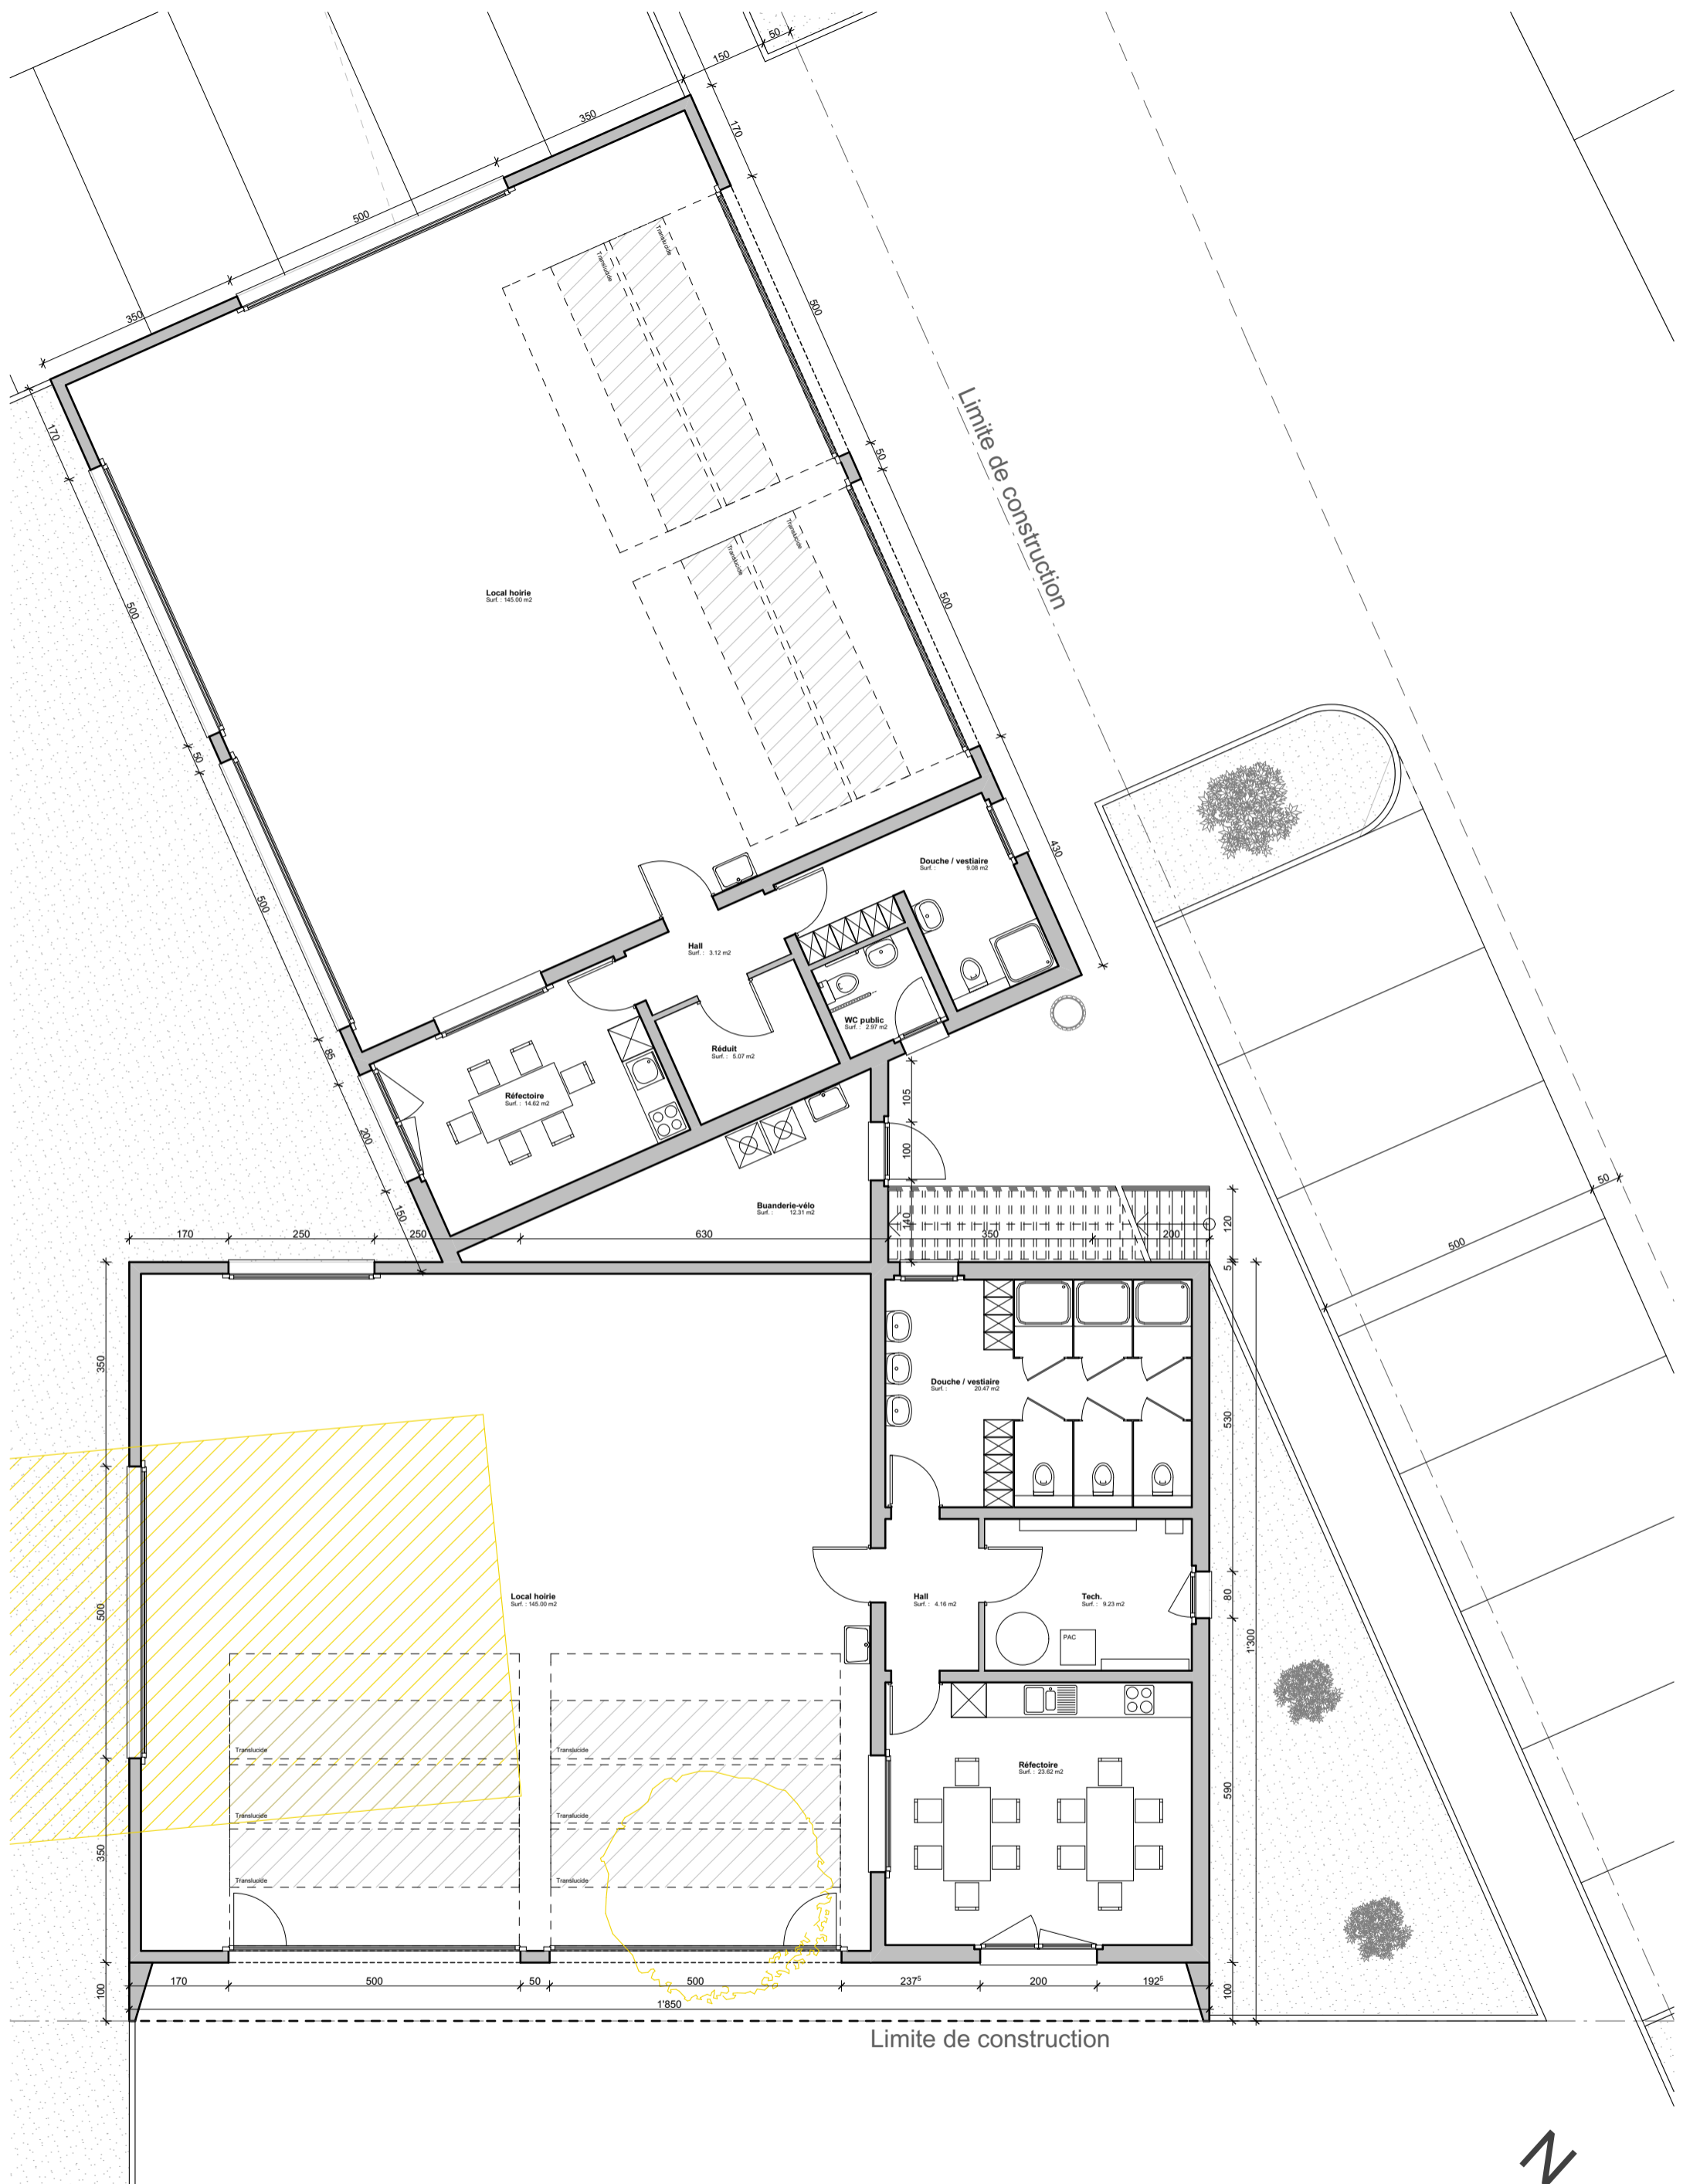 50
150
350
170
500
350
500
170
Translucide
Translucide
50
Limite de construction
Translucide
Translucide
500
Local hoirie
Surf. : 145.00 m2
500
50
430
Douche / vestiaire
Surf. : 9.08 m2
500
Hall
Surf. : 3.12 m2
WC public
Surf. : 2.97 m2
Réduit
Surf. : 5.07 m2
85
Réfectoire
Surf. : 14.62 m2
105
200
100
50
Buanderie-vélo
Surf. : 12.31 m2
150
140
120
170
250
250
630
350
200
500
5
350
Douche / vestiaire
Surf. : 20.47 m2
530
Local hoirie
Surf. : 145.00 m2
Hall
Surf. : 4.16 m2
Tech.
Surf. : 9.23 m2
80
500
PAC
1'300
Translucide
Translucide
Réfectoire
Surf. : 23.62 m2
590
Translucide
Translucide
350
Translucide
Translucide
100
170
500
50
500
237⁵
200
192⁵
100
1'850
Limite de construction
N